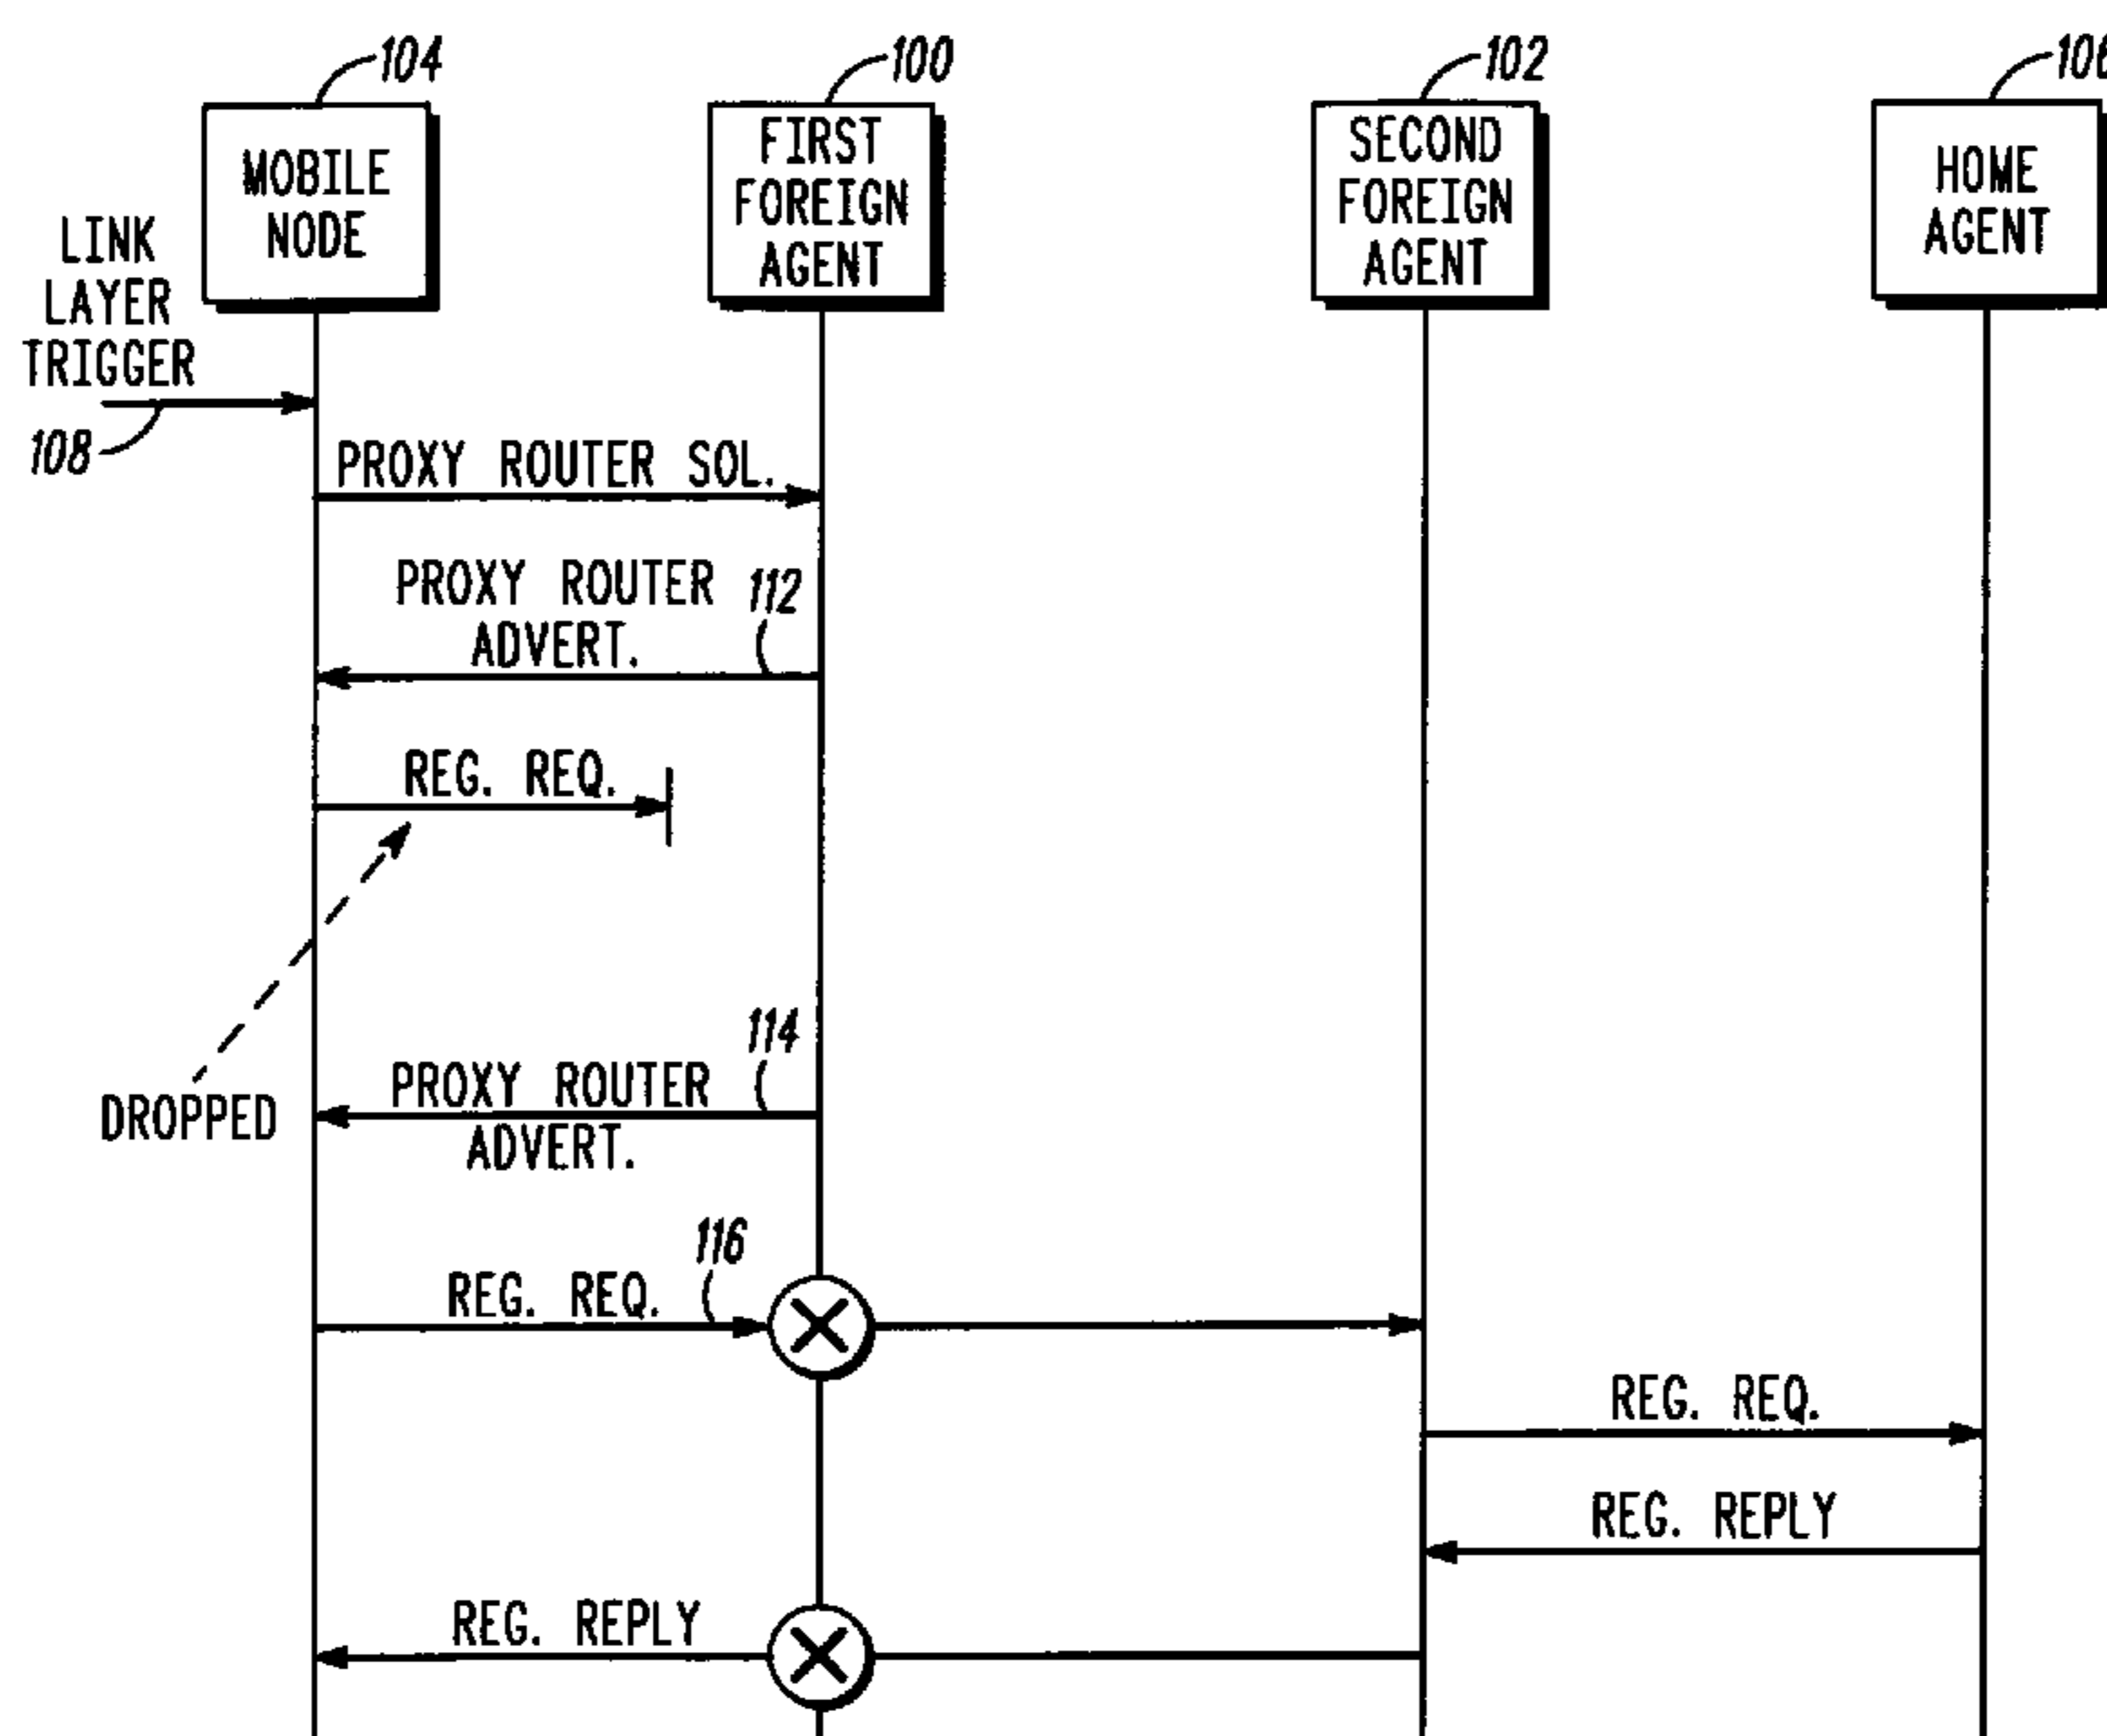 104
100
102
MOBILE
NODE
FIRST
FOREIGN
AGENT
SECOND
FOREIGN
AGENT
HOME
AGENT
LINK
LAYER
TRIGGER
108
PROXY ROUTER SOL.
PROXY ROUTER
ADVERT.
112
REG. REQ.
DROPPED
114
PROXY ROUTER
ADVERT.
116
REG. REQ.
REG. REQ.
REG. REPLY
REG. REPLY